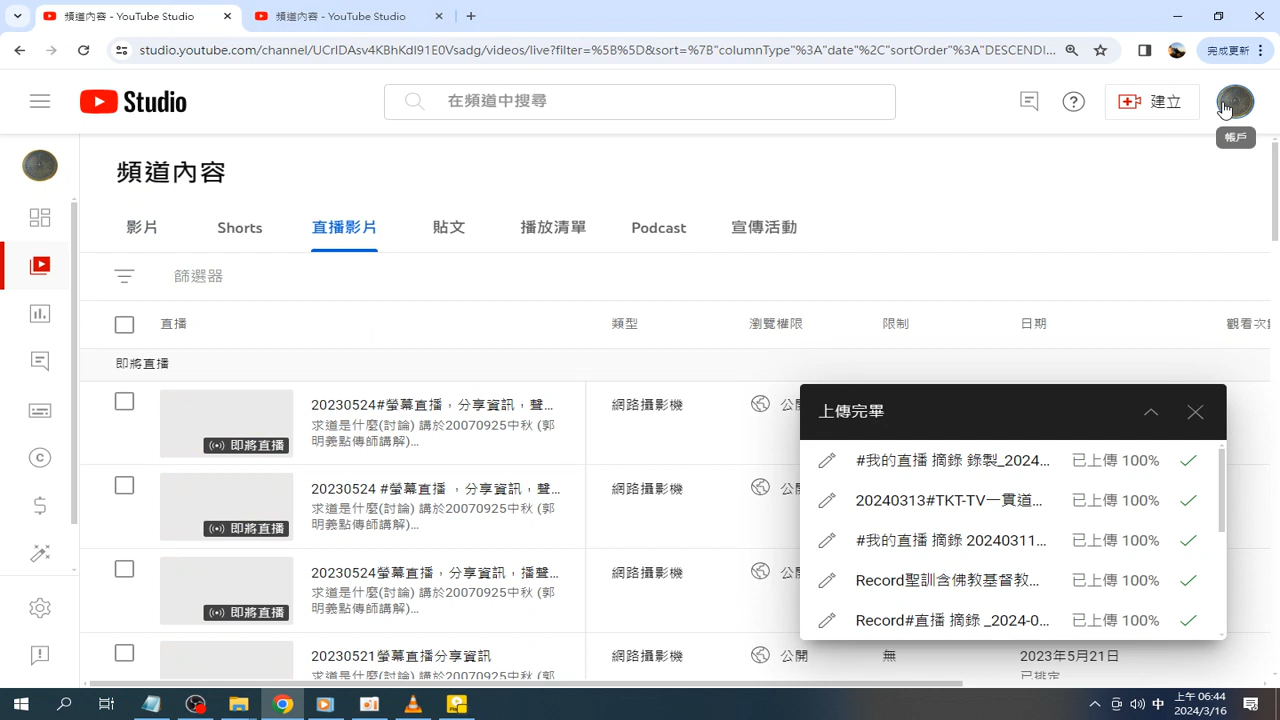 頻道內容 - YouTube Studio
頻道內容 - YouTube Studio
studio.youtube.com/channel/UCrIDAsv4KBhKdI91E0Vsadg/videos/live?filter=%5B%5D&sort=%7B"columnType"%3A"date"%2C"sortOrder"%3A"DESCENDI...
完成更新
Studio
在頻道中搜尋
建立
帳戶
頻道內容
影片 Shorts 直播影片 貼文 播放清單 Podcast 宣傳活動
篩選器
直播 類型 瀏覽權限 限制 日期 觀看次數
即將直播
20230524#螢幕直播，分享資訊，聲...
求道是什麼(討論) 講於20070925中秋 (郭
明義點傳師講解)...
即將直播
網路攝影機
20230524 #螢幕直播 ，分享資訊，聲...
求道是什麼(討論) 講於20070925中秋 (郭
明義點傳師講解)...
即將直播
網路攝影機
20230524螢幕直播，分享資訊，播聲...
求道是什麼(討論) 講於20070925中秋 (郭
明義點傳師講解)...
即將直播
網路攝影機
20230521螢幕直播分享資訊 網路攝影機 公開 無 2023年5月21日
已排定
上傳完畢
#我的直播 摘錄 錄製_2024... 已上傳 100%
20240313#TKT-TV一貫道... 已上傳 100%
#我的直播 摘錄 20240311... 已上傳 100%
Record聖訓含佛教基督教... 已上傳 100%
Record#直播 摘錄 _2024-0... 已上傳 100%
中
上午 06:44
2024/3/16